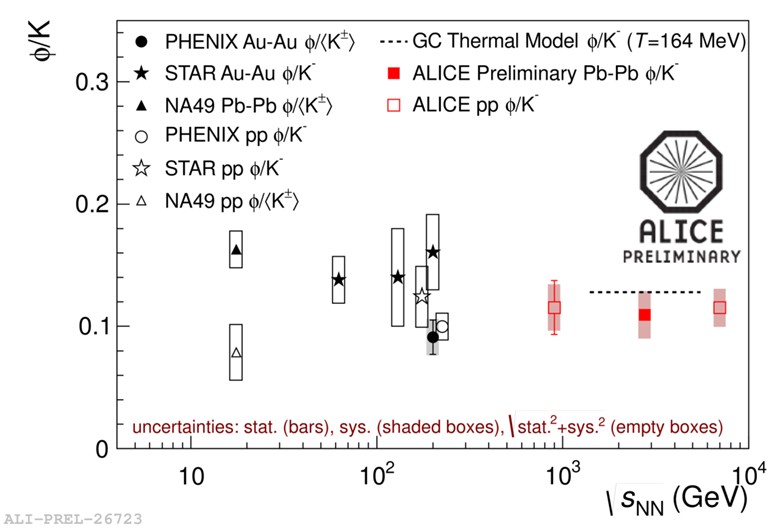 φ/K
PHENIX Au-Au φ/⟨K±⟩
STAR Au-Au φ/K-
NA49 Pb-Pb φ/⟨K±⟩
PHENIX pp φ/K-
STAR pp φ/K-
NA49 pp φ/⟨K±⟩
GC Thermal Model φ/K- (T=164 MeV)
ALICE Preliminary Pb-Pb φ/K-
ALICE pp φ/K-
0.3
0.2
0.1
0
ALICE
PRELIMINARY
uncertainties: stat. (bars), sys. (shaded boxes), √stat.²+sys.² (empty boxes)
10
10²
10³
10⁴
√sNN (GeV)
ALI-PREL-26723